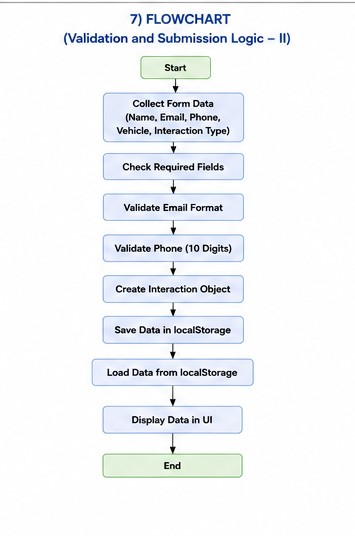 7) FLOWCHART
(Validation and Submission Logic – II)
Start
Collect Form Data
(Name, Email, Phone,
Vehicle, Interaction Type)
Check Required Fields
Validate Email Format
Validate Phone (10 Digits)
Create Interaction Object
Save Data in localStorage
Load Data from localStorage
Display Data in UI
End